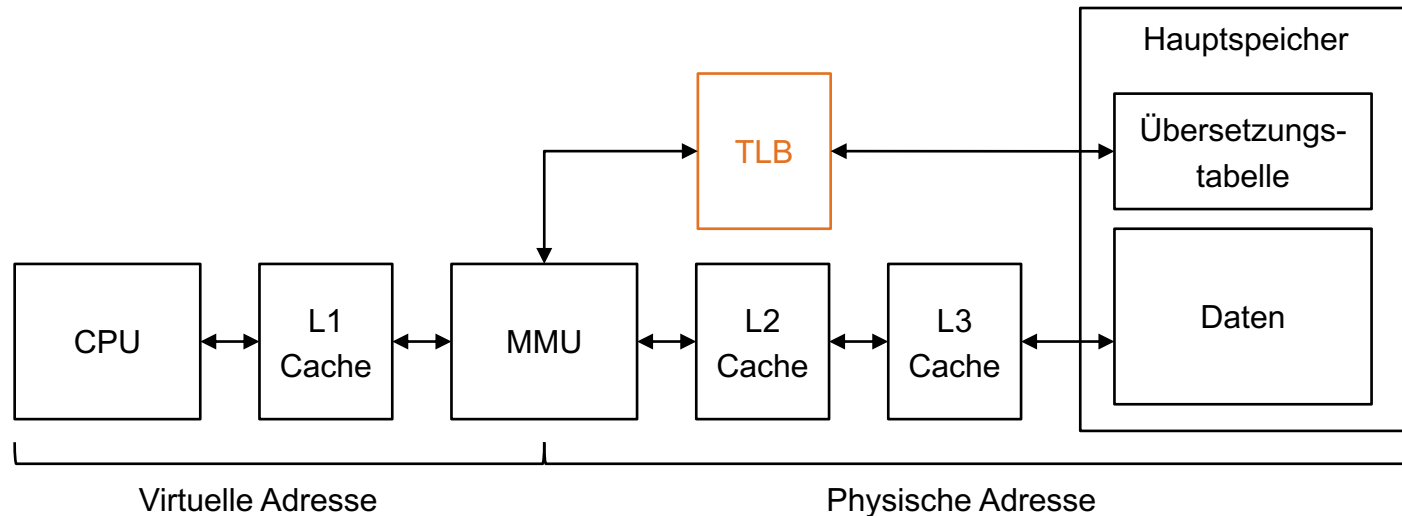 Hauptspeicher
TLB
Übersetzungs-
tabelle
CPU
L1
Cache
MMU
L2
Cache
L3
Cache
Daten
Virtuelle Adresse
Physische Adresse